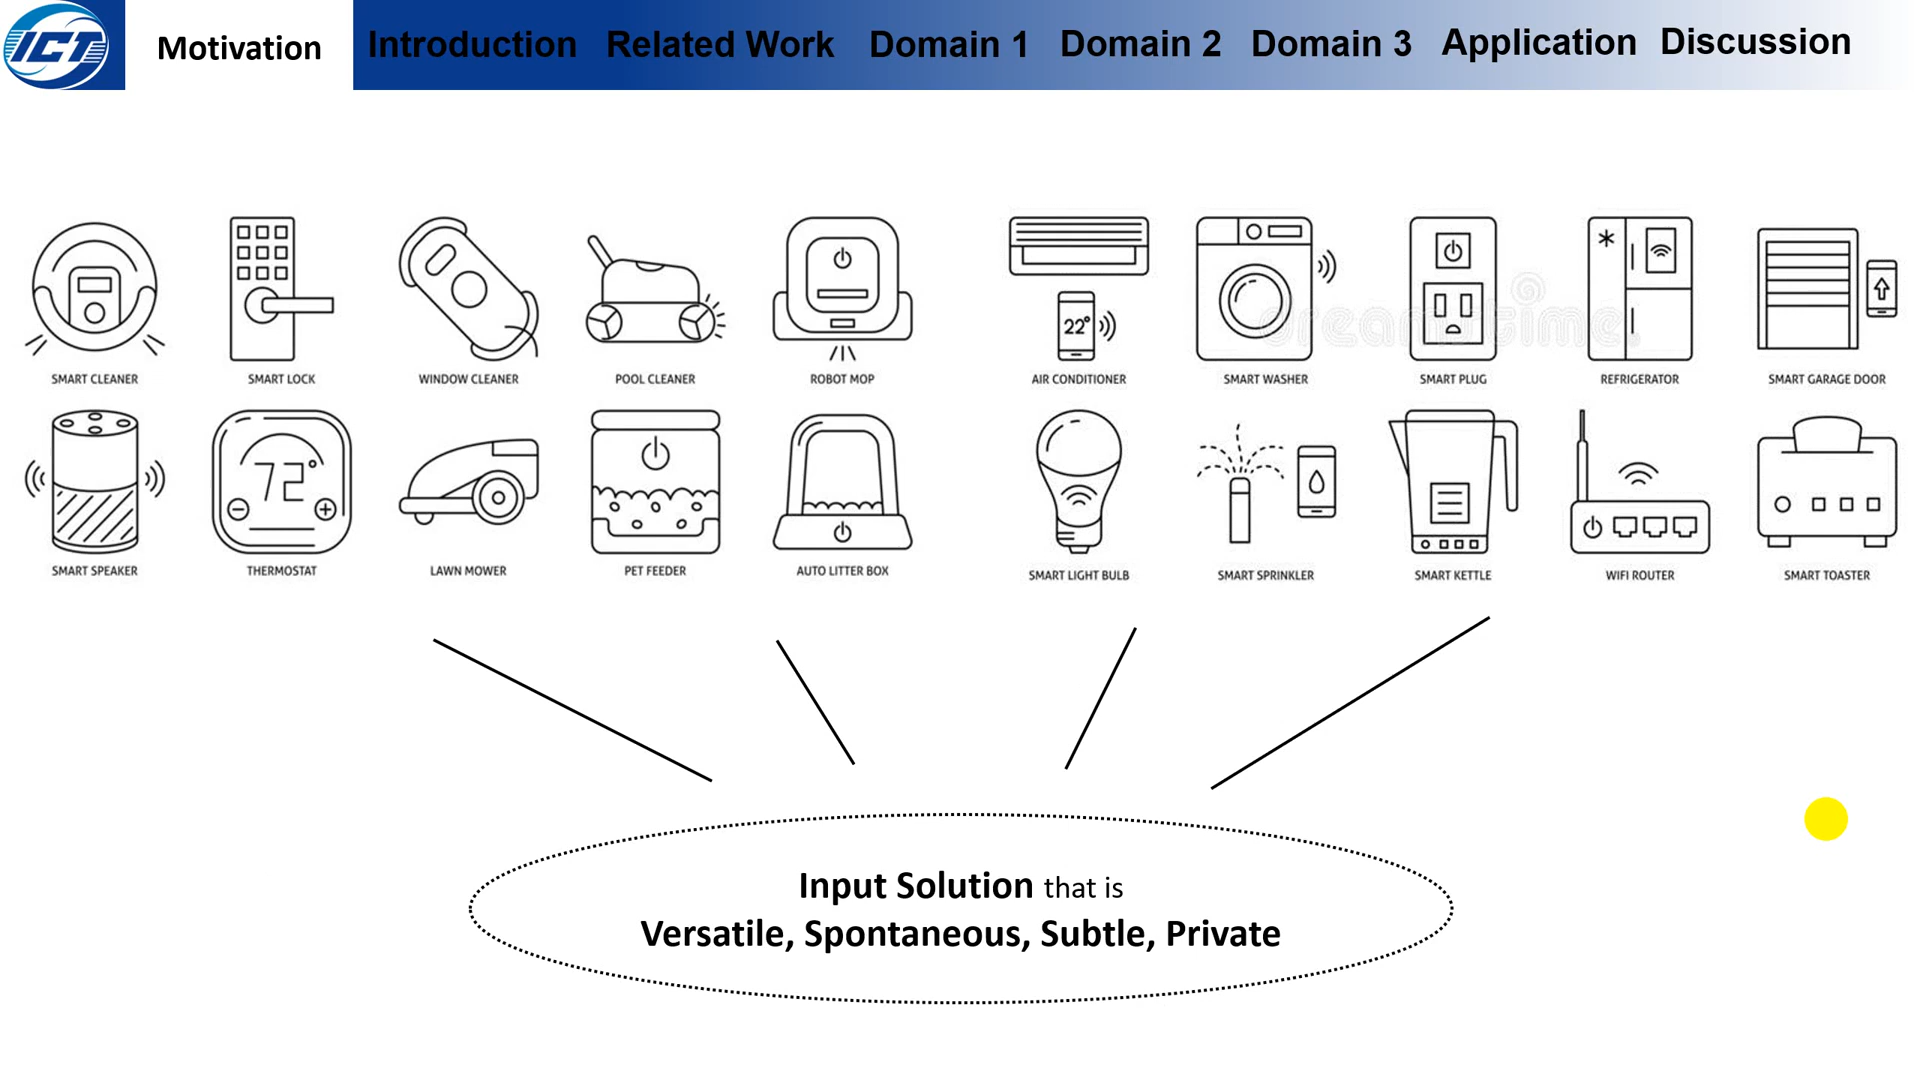 ICT
Motivation Introduction Related Work Domain 1 Domain 2 Domain 3 Application Discussion
22°
dreamstime
SMART CLEANER SMART LOCK WINDOW CLEANER POOL CLEANER ROBOT MOP AIR CONDITIONER SMART WASHER SMART PLUG REFRIGERATOR SMART GARAGE DOOR
72°
SMART SPEAKER THERMOSTAT LAWN MOWER PET FEEDER AUTO LITTER BOX SMART LIGHT BULB SMART SPRINKLER SMART KETTLE WIFI ROUTER SMART TOASTER
Input Solution that is
Versatile, Spontaneous, Subtle, Private